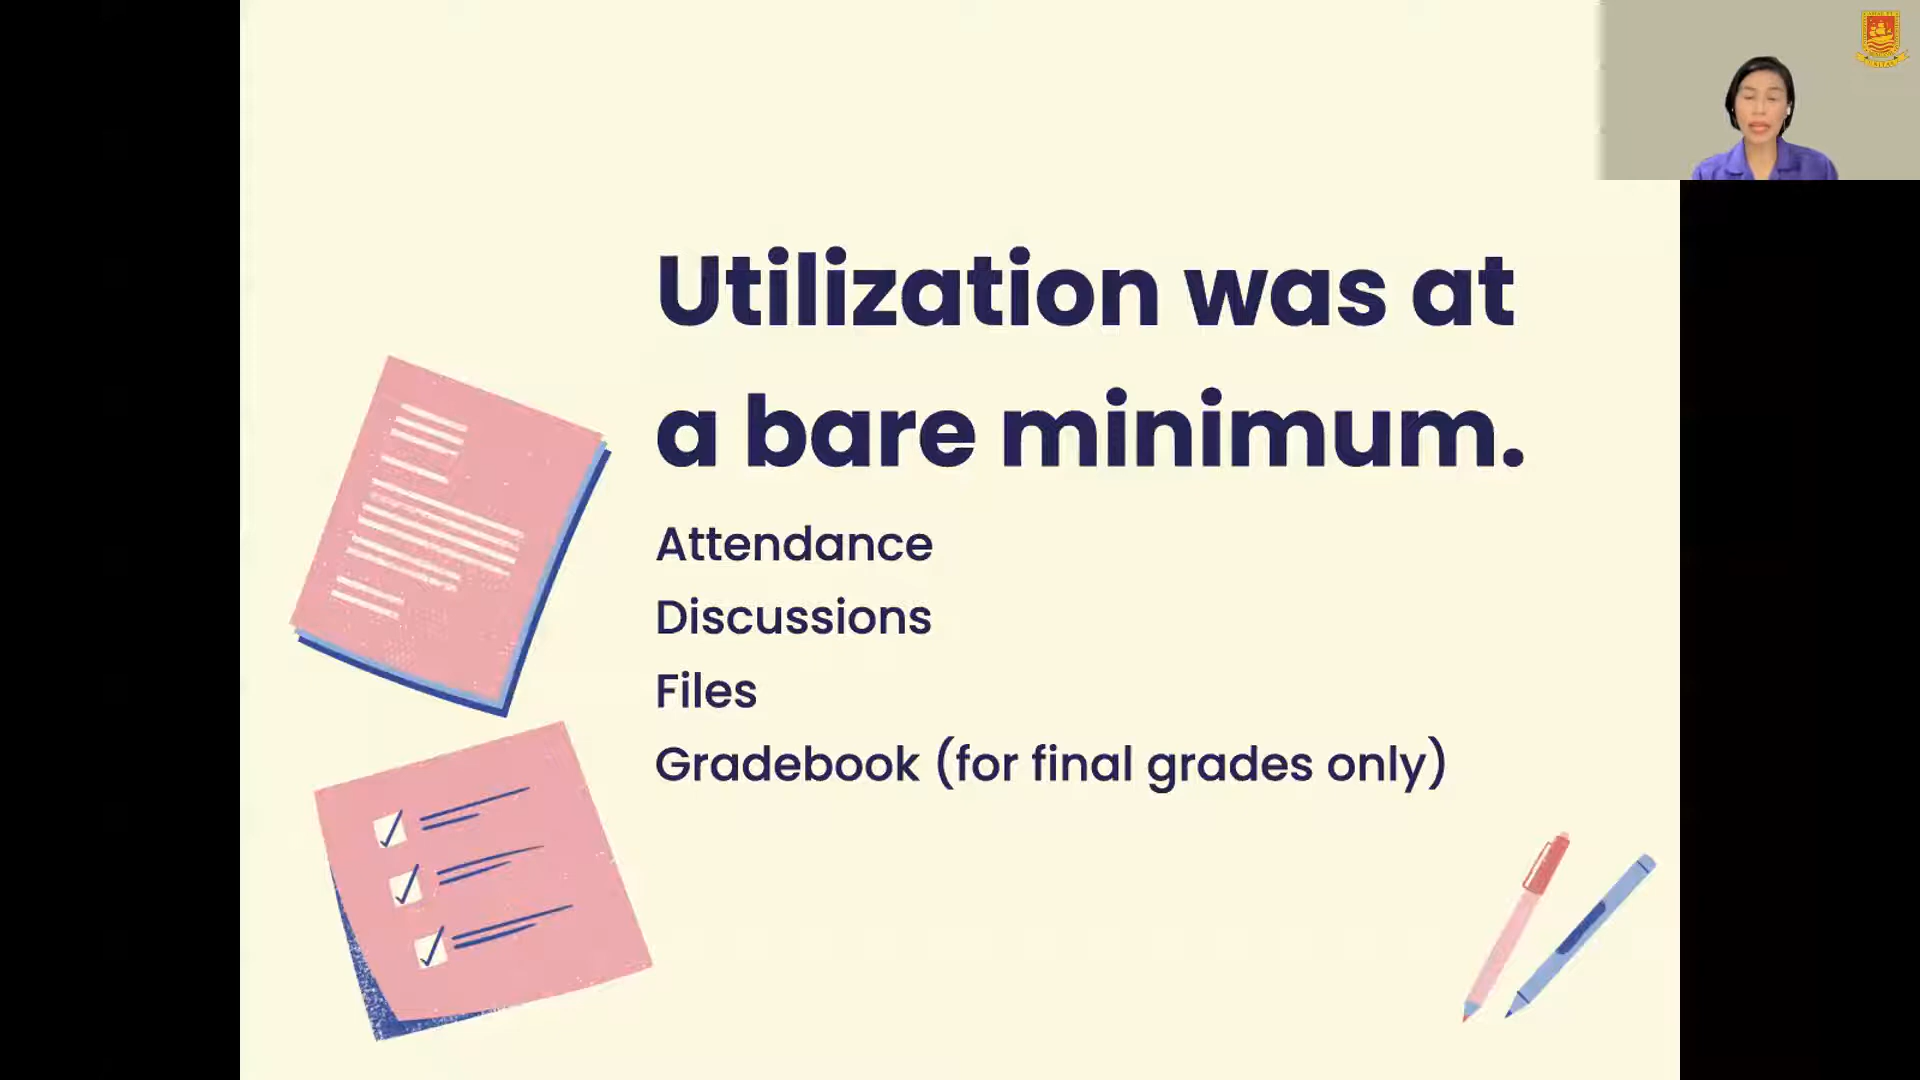 Utilization was at
a bare minimum.
Attendance
Discussions
Files
Gradebook (for final grades only)